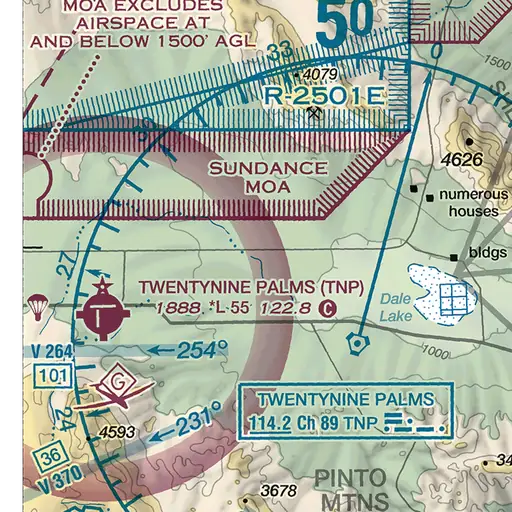 MOA EXCLUDES
AIRSPACE AT
AND BELOW 1500' AGL
50
33
0
1500
4079
R-2501E
30
4626
SUNDANCE
MOA
numerous
houses
bldgs
27
TWENTYNINE PALMS (TNP)
1888 *L 55 122.8 C
T
Dale
Lake
1000
V 264
254°
101
G
TWENTYNINE PALMS
114.2 Ch 89 TNP
24
231°
4593
36
V 370
PINTO
MTNS
3678